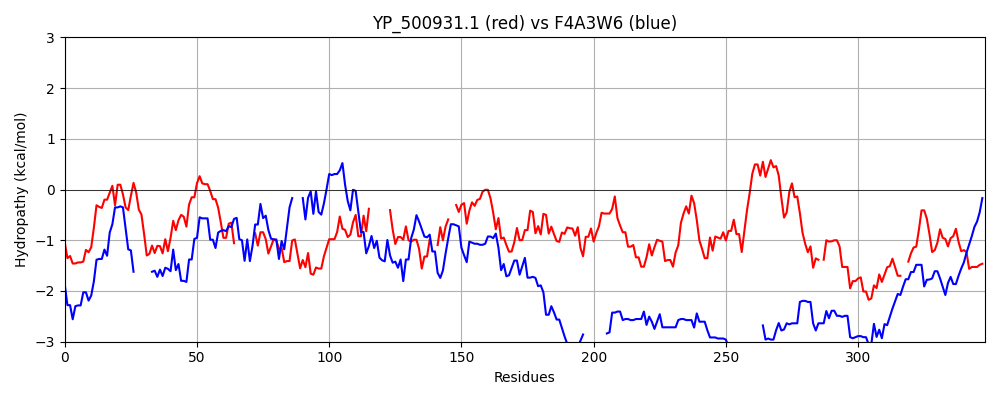 YP_500931.1 (red) vs F4A3W6 (blue)
Hydropathy (kcal/mol)
3
2
1
0
−1
−2
−3
0 50 100 150 200 250 300
Residues